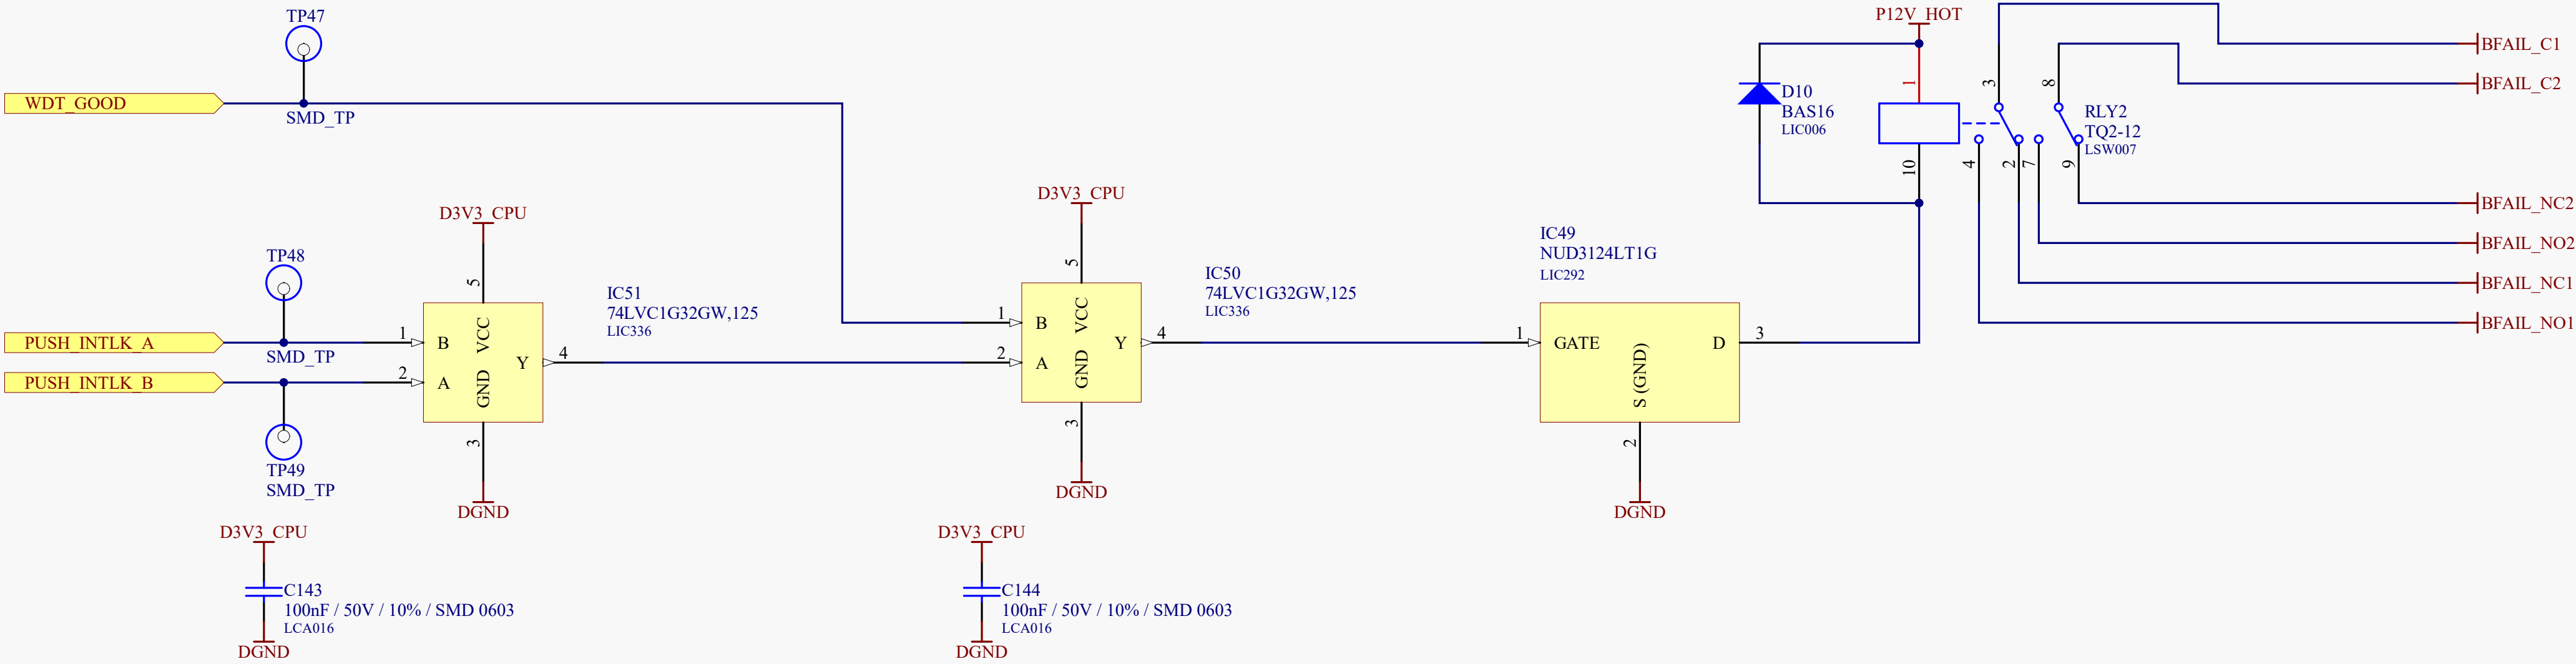 TP47
WDT_GOOD
SMD_TP
TP48
PUSH_INTLK_A
SMD_TP
PUSH_INTLK_B
TP49
SMD_TP
D3V3_CPU
5
1
B
VCC
2
A
GND
Y
4
3
DGND
IC51
74LVC1G32GW,125
LIC336
D3V3_CPU
C143
100nF / 50V / 10% / SMD 0603
LCA016
DGND
D3V3_CPU
5
1
B
VCC
2
A
GND
Y
4
3
DGND
IC50
74LVC1G32GW,125
LIC336
D3V3_CPU
C144
100nF / 50V / 10% / SMD 0603
LCA016
DGND
IC49
NUD3124LT1G
LIC292
1
GATE
S (GND)
D
3
2
DGND
P12V_HOT
1
D10
BAS16
LIC006
10
3
8
RLY2
TQ2-12
LSW007
4
2
7
9
BFAIL_C1
BFAIL_C2
BFAIL_NC2
BFAIL_NO2
BFAIL_NC1
BFAIL_NO1